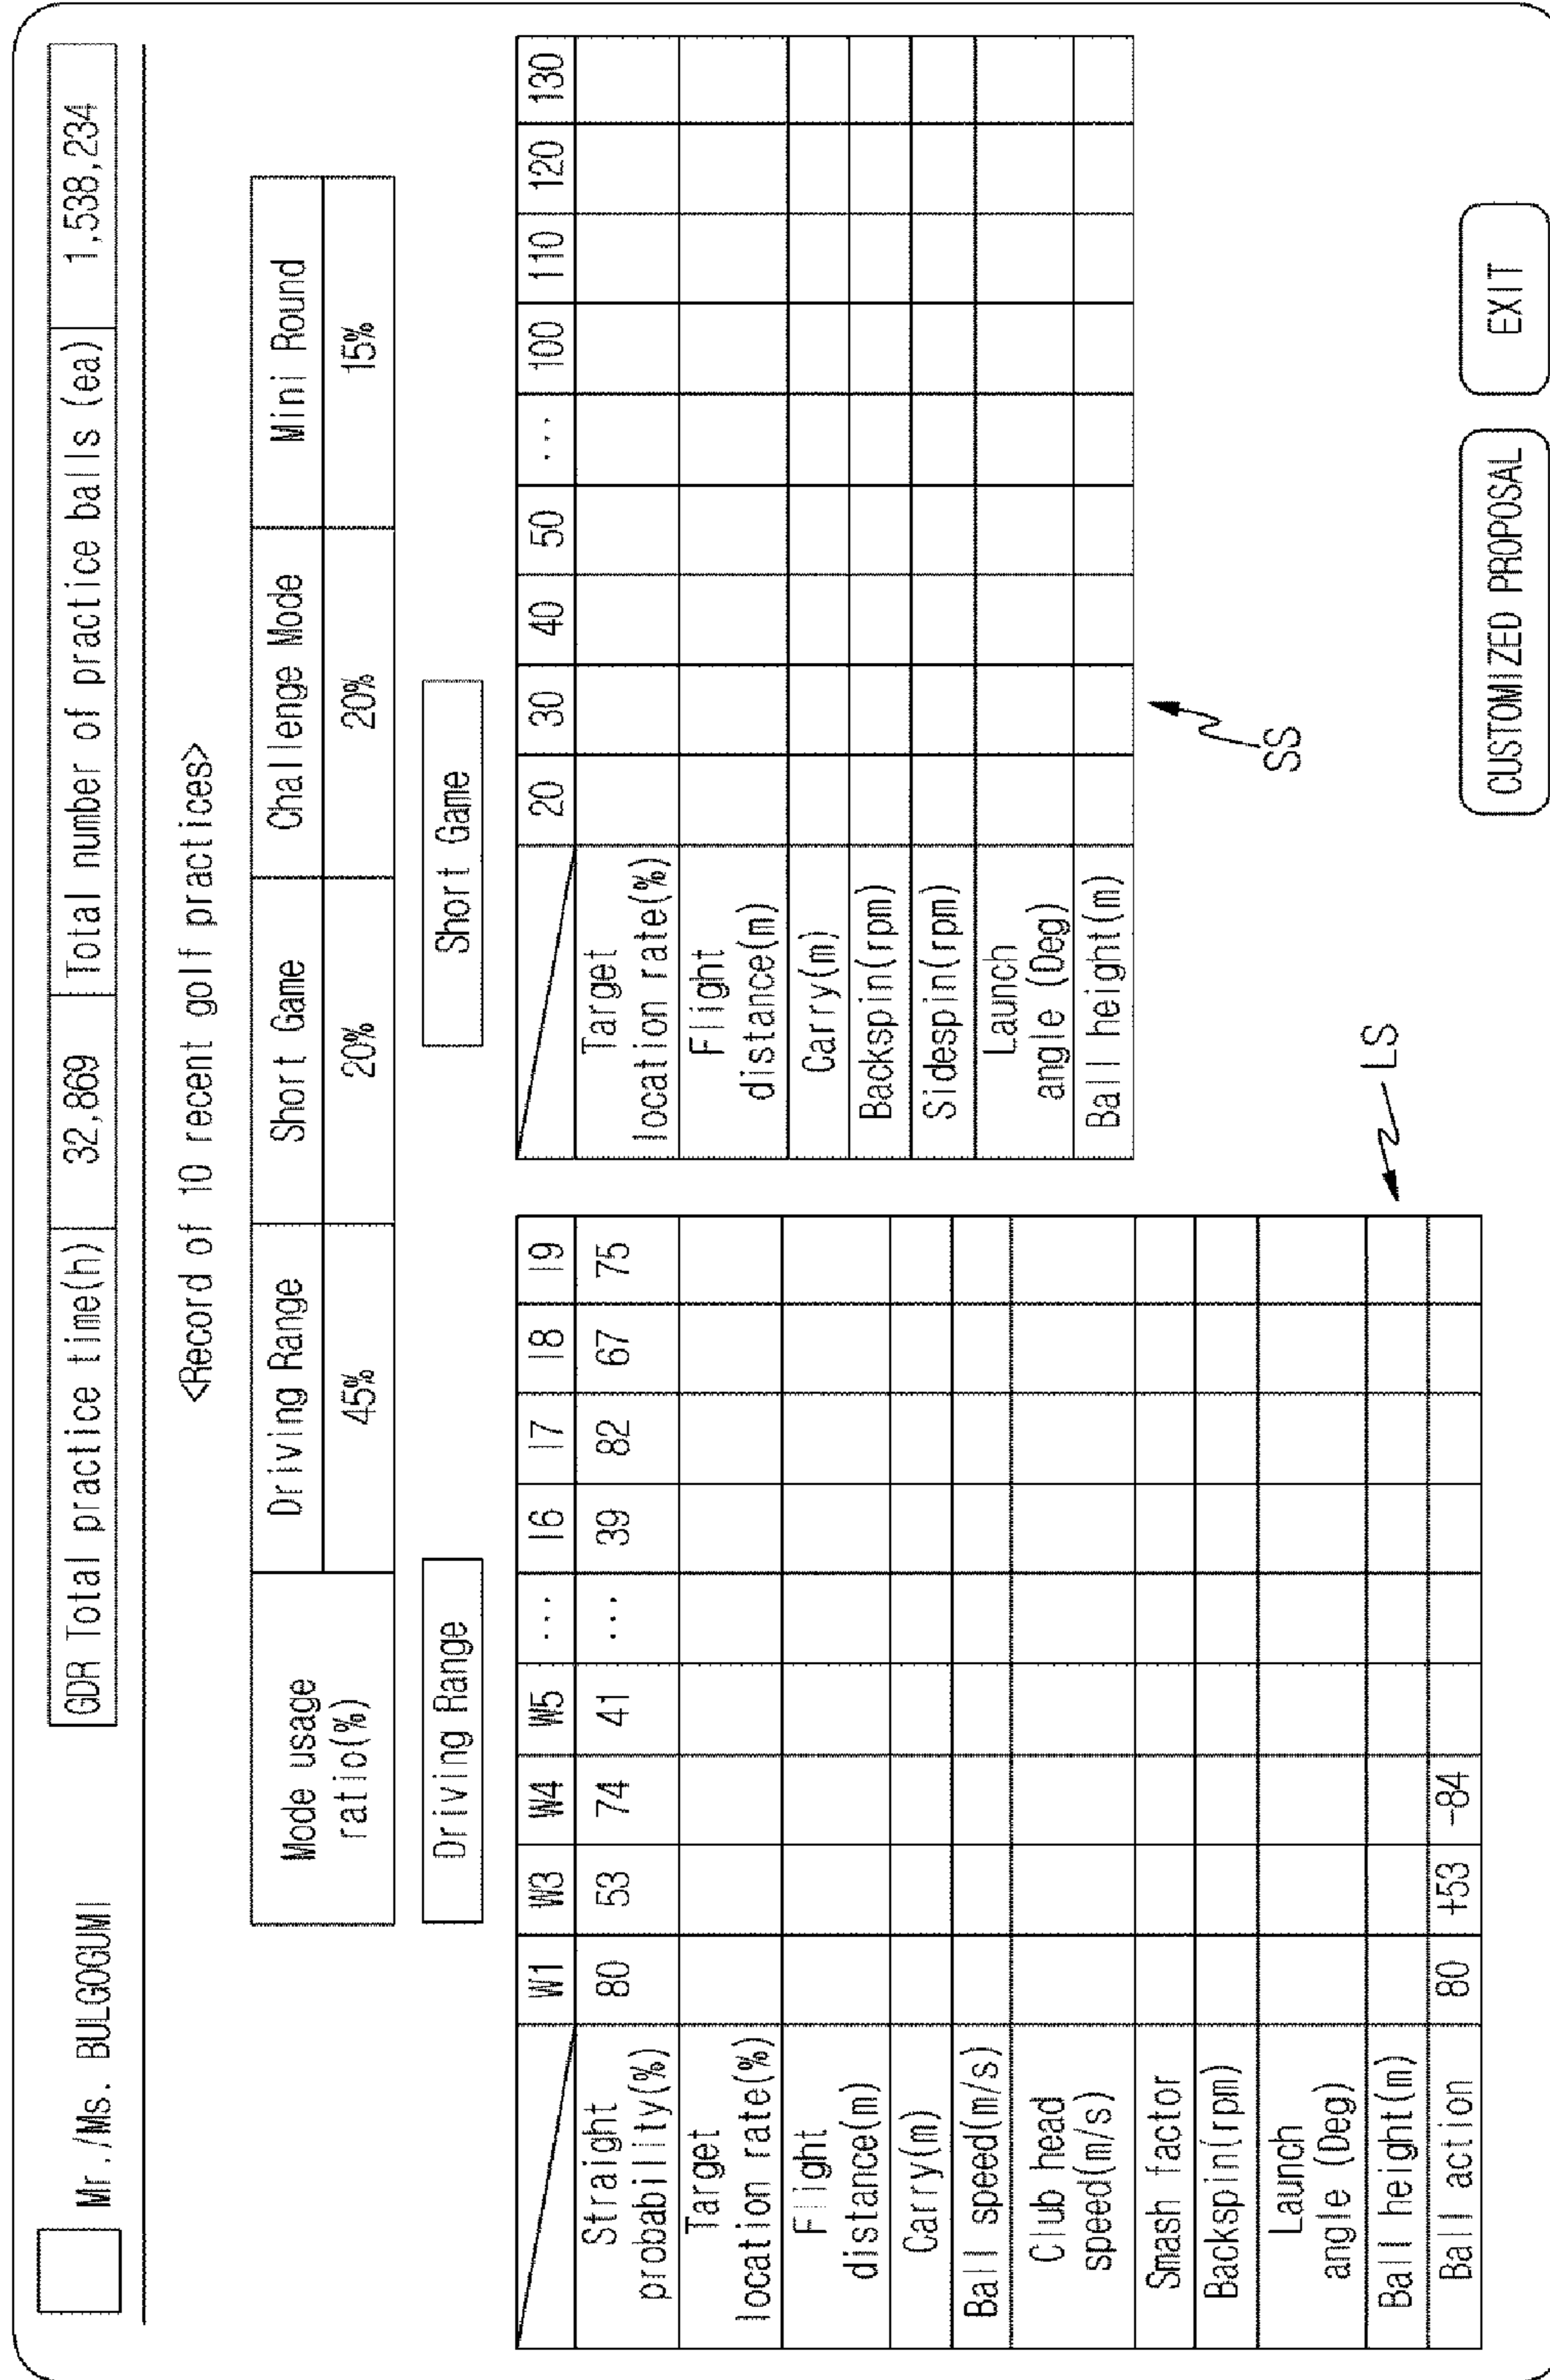 Mr./Ms. BULGOGUMI
GDR Total practice time(h) 32,869 Total number of practice balls (ea) 1,538,234
<Record of 10 recent golf practices>
Mode usage ratio(%) Driving Range Short Game Challenge Mode Mini Round
45% 20% 20% 15%
Driving Range
W1 W3 W4 W5 ... I6 I7 I8 I9
Straight
probability(%) 80 53 74 41 ... 39 82 67 75
Target
location rate(%)
Flight
distance(m)
Carry(m)
Ball speed(m/s)
Club head
speed(m/s)
Smash factor
Backspin(rpm)
Launch
angle (Deg)
Ball height(m)
Ball action 80 +53 -84
LS
Short Game
20 30 40 50 ... 100 110 120 130
Target
location rate(%)
Flight
distance(m)
Carry(m)
Backspin(rpm)
Sidespin(rpm)
Launch
angle (Deg)
Ball height(m)
SS
CUSTOMIZED PROPOSAL
EXIT